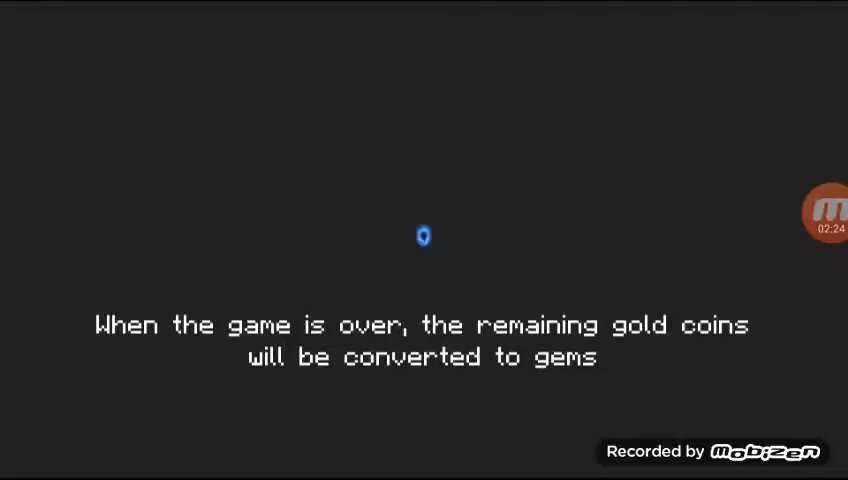 02:24
When the game is over, the remaining gold coins
will be converted to gems
Recorded by mobizen